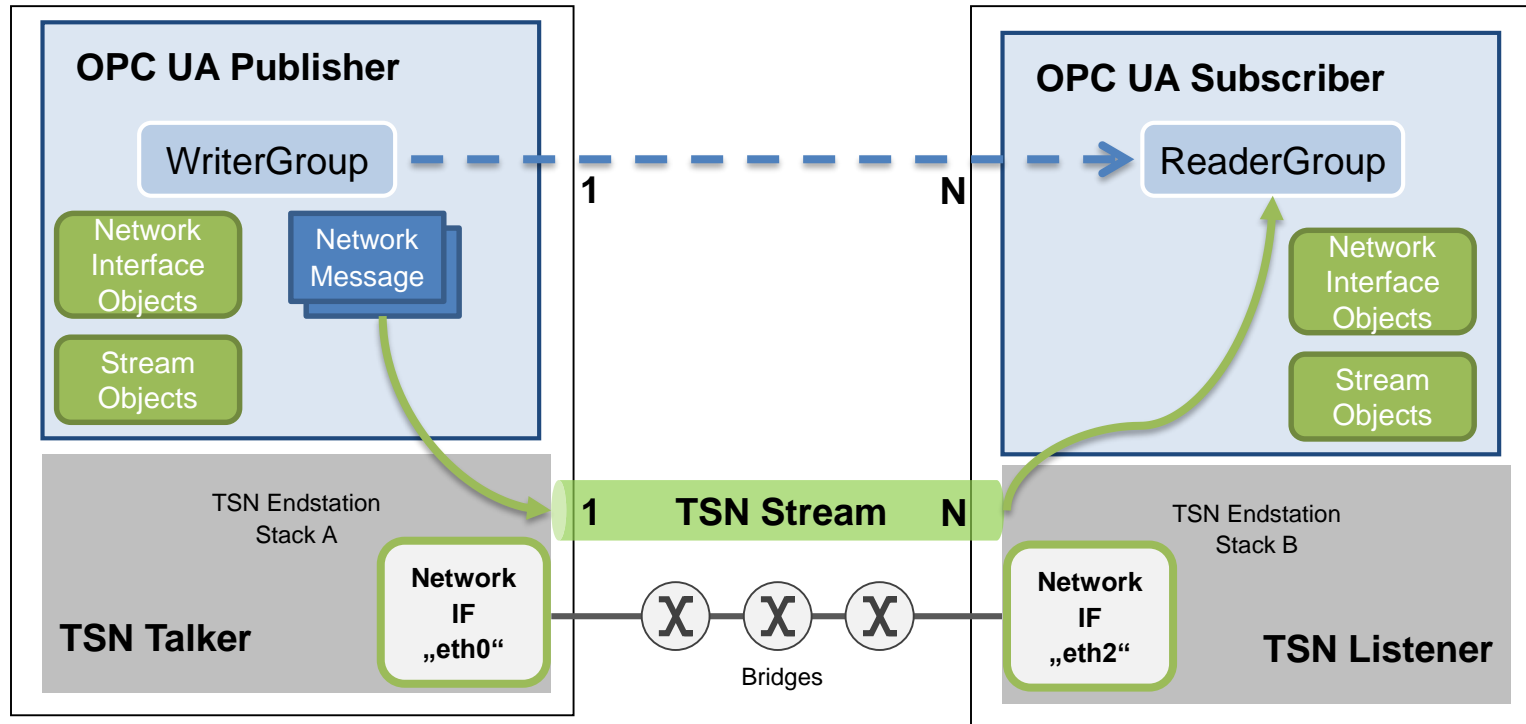 OPC UA Publisher
WriterGroup
Network
Interface
Objects
Network
Message
Stream
Objects
1
N
OPC UA Subscriber
ReaderGroup
Network
Interface
Objects
Stream
Objects
TSN Endstation
Stack A
Network
IF
„eth0“
TSN Talker
1
TSN Stream
N
Bridges
TSN Endstation
Stack B
Network
IF
„eth2“
TSN Listener